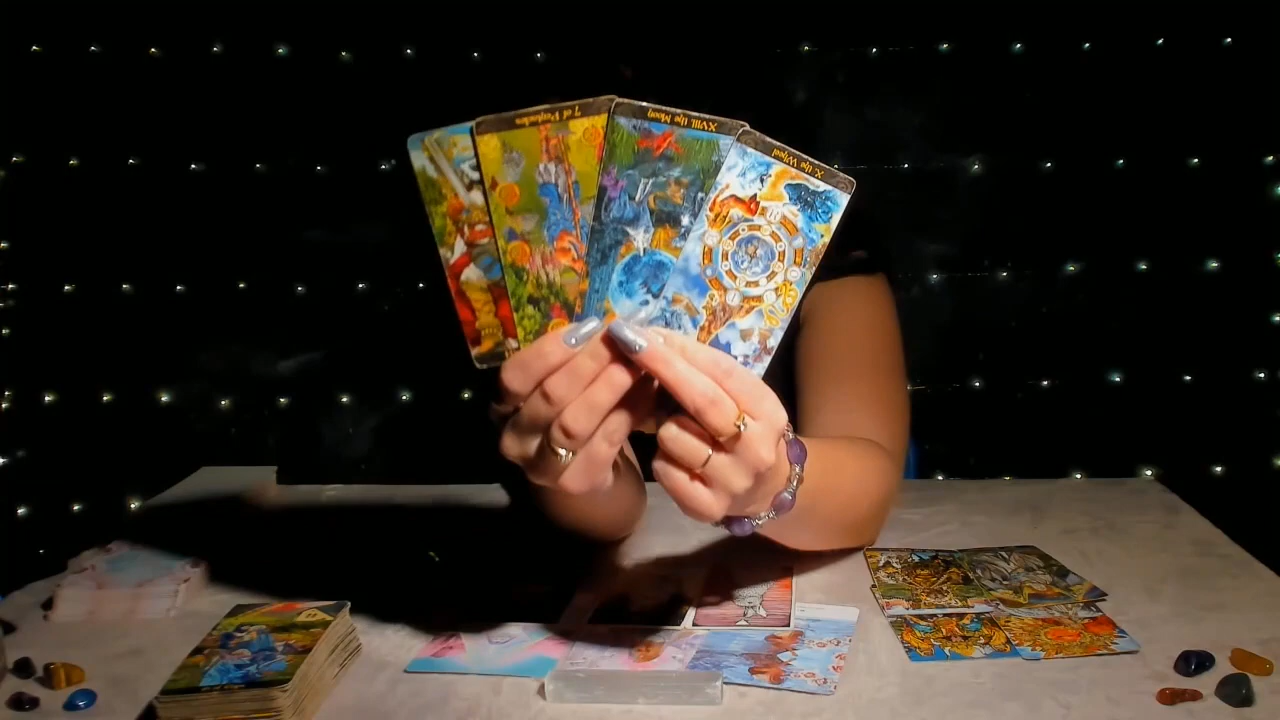 7 of Pentacles
XVIII. the Moon
X. the Wheel